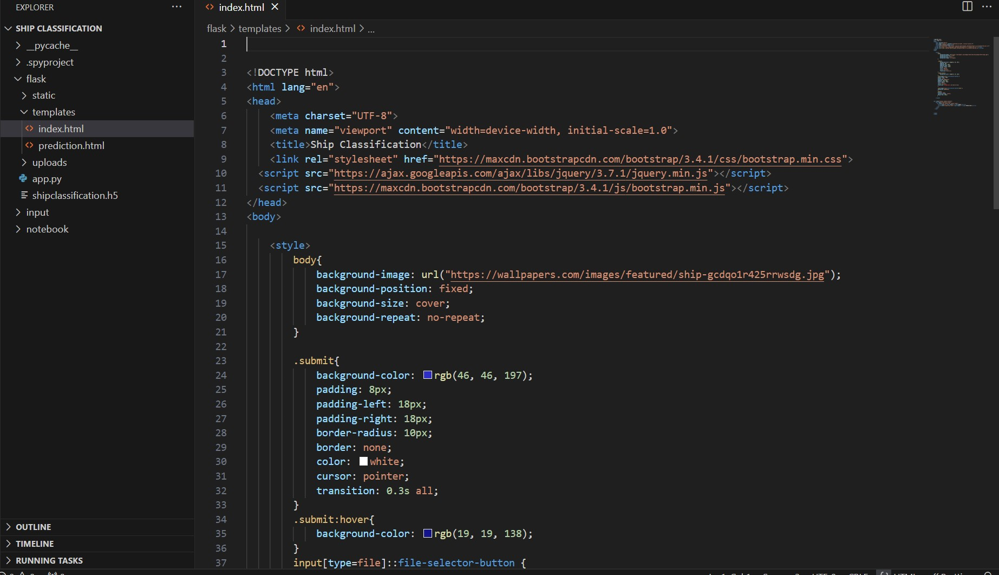 EXPLORER
SHIP CLASSIFICATION
__pycache__
.spyproject
flask
static
templates
index.html
prediction.html
uploads
app.py
shipclassification.h5
input
notebook
OUTLINE
TIMELINE
RUNNING TASKS
index.html
flask > templates > index.html > ...
1
2
3 <!DOCTYPE html>
4 <html lang="en">
5 <head>
6 <meta charset="UTF-8">
7 <meta name="viewport" content="width=device-width, initial-scale=1.0">
8 <title>Ship Classification</title>
9 <link rel="stylesheet" href="https://maxcdn.bootstrapcdn.com/bootstrap/3.4.1/css/bootstrap.min.css">
10 <script src="https://ajax.googleapis.com/ajax/libs/jquery/3.7.1/jquery.min.js"></script>
11 <script src="https://maxcdn.bootstrapcdn.com/bootstrap/3.4.1/js/bootstrap.min.js"></script>
12 </head>
13 <body>
14
15 <style>
16 body{
17 background-image: url("https://wallpapers.com/images/featured/ship-gcdqo1r425rrwsdg.jpg");
18 background-position: fixed;
19 background-size: cover;
20 background-repeat: no-repeat;
21 }
22
23 .submit{
24 background-color: rgb(46, 46, 197);
25 padding: 8px;
26 padding-left: 18px;
27 padding-right: 18px;
28 border-radius: 10px;
29 border: none;
30 color: white;
31 cursor: pointer;
32 transition: 0.3s all;
33 }
34 .submit:hover{
35 background-color: rgb(19, 19, 138);
36 }
37 input[type=file]::file-selector-button {